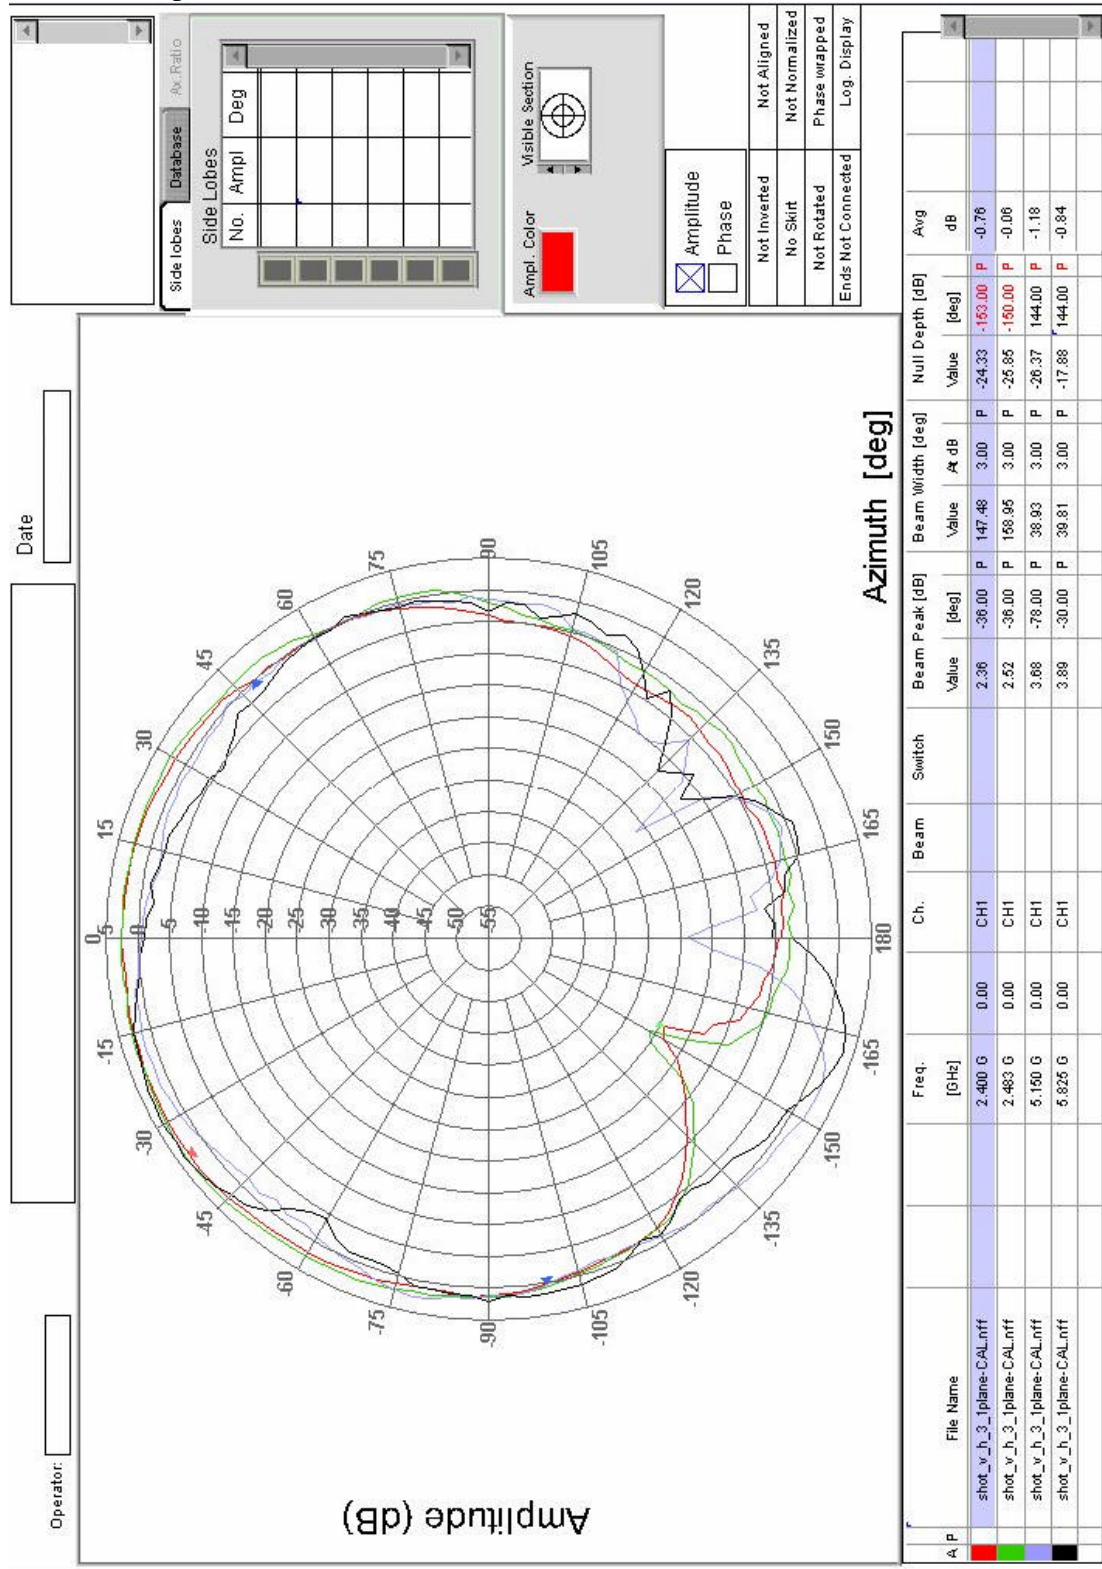 Operator:
Date
Side lobes Database Ax. Ratio
Side Lobes
No. Ampl Deg
Ampl. Color Visible Section
Amplitude
Phase
Not Inverted Not Aligned
No Skirt Not Normalized
Not Rotated Phase wrapped
Ends Not Connected Log. Display
Amplitude (dB)
0
-15 15
-30 30
-45 45
-60 60
-75 75
-90 90
-105 105
-120 120
-135 135
-150 150
-165 165
180
5
0
-5
-10
-15
-20
-25
-30
-35
-40
-45
-50
-55
Azimuth [deg]
Freq. Ch. Beam Switch Beam Peak [dB] Beam Width [deg] Null Depth [dB] Avg
A P File Name [GHz] Value [deg] Value At dB Value [deg] dB
shot_v_h_3_1plane-CAL.nff 2.400 G 0.00 CH1 2.36 -36.00 P 147.48 3.00 P -24.33 -153.00 P -0.76
shot_v_h_3_1plane-CAL.nff 2.483 G 0.00 CH1 2.52 -36.00 P 158.95 3.00 P -25.85 -150.00 P -0.06
shot_v_h_3_1plane-CAL.nff 5.150 G 0.00 CH1 3.68 -78.00 P 38.93 3.00 P -26.37 144.00 P -1.18
shot_v_h_3_1plane-CAL.nff 5.825 G 0.00 CH1 3.89 -30.00 P 39.81 3.00 P -17.88 144.00 P -0.84